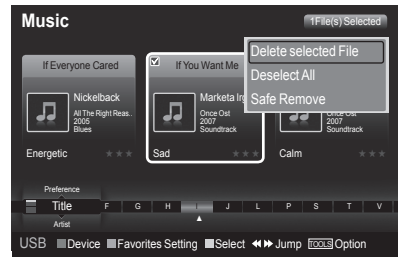 Music
1File(s) Selected
Delete selected File
Deselect All
Safe Remove
If Everyone Cared
Nickelback
All The Right Reas..
2005
Blues
Energetic
If You Want Me
Marketa Irg
Once Ost
2007
Soundtrack
Sad
Once Ost
2007
Soundtrack
Calm
Preference
Title
F G H I J L P S T V
Artist
USB Device Favorites Setting Select Jump TOOLS Option